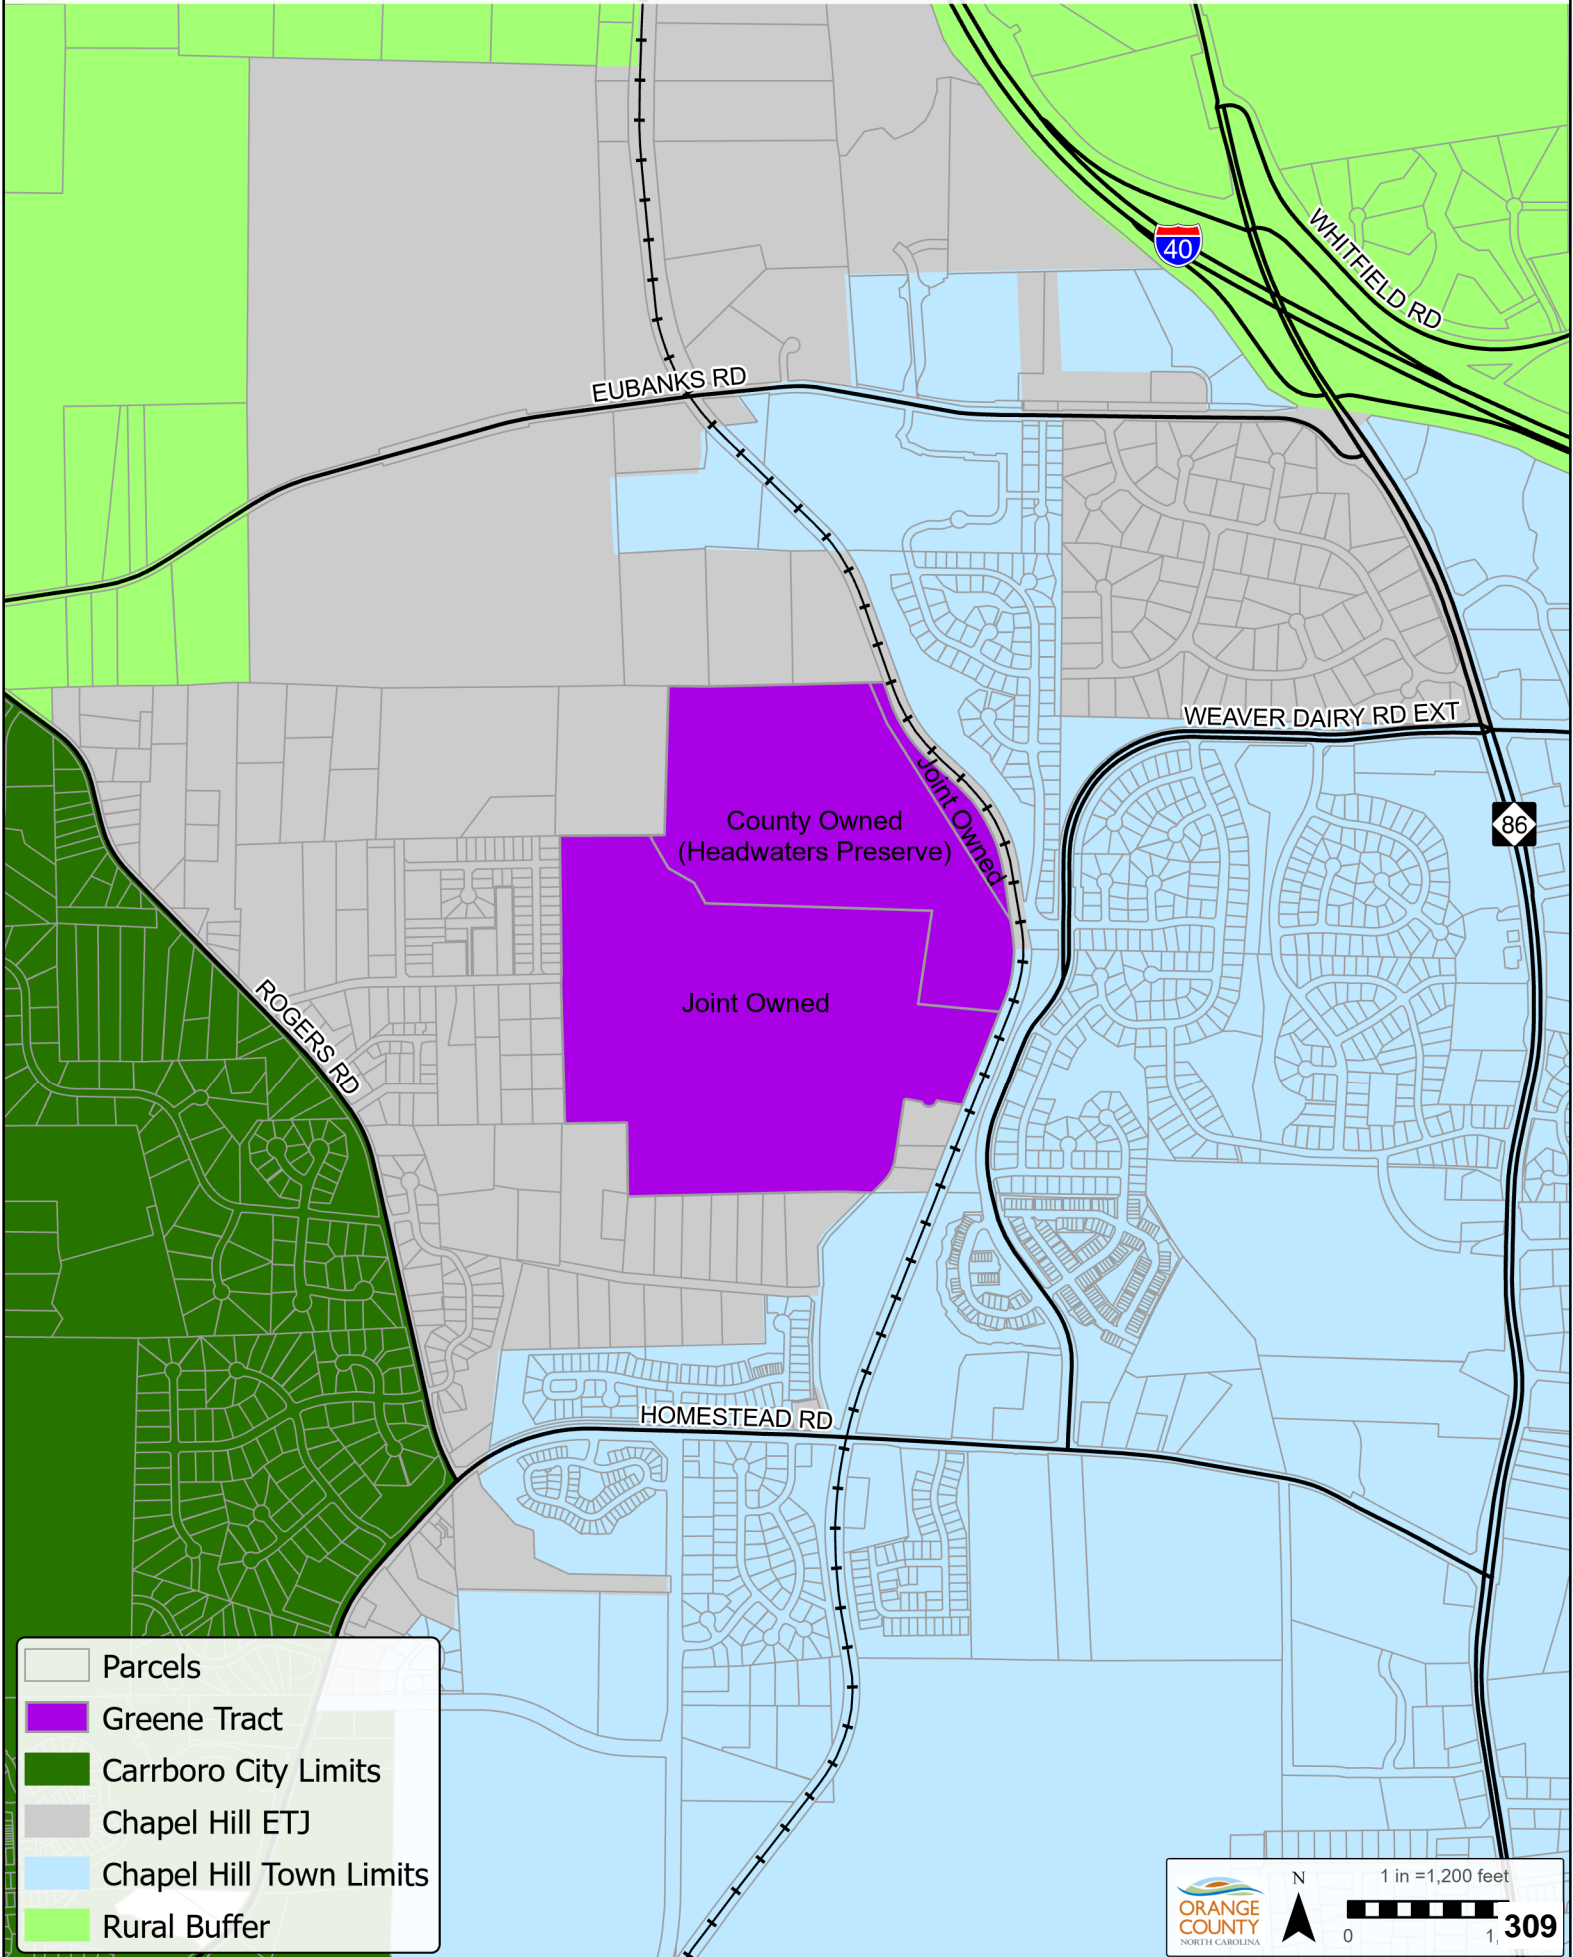 WHITFIELD RD
40
EUBANKS RD
WEAVER DAIRY RD EXT
86
Joint Owned
County Owned
(Headwaters Preserve)
Joint Owned
ROGERS RD
HOMESTEAD RD
Parcels
Greene Tract
Carrboro City Limits
Chapel Hill ETJ
Chapel Hill Town Limits
Rural Buffer
ORANGE
COUNTY
NORTH CAROLINA
N
1 in =1,200 feet
0
1,
309